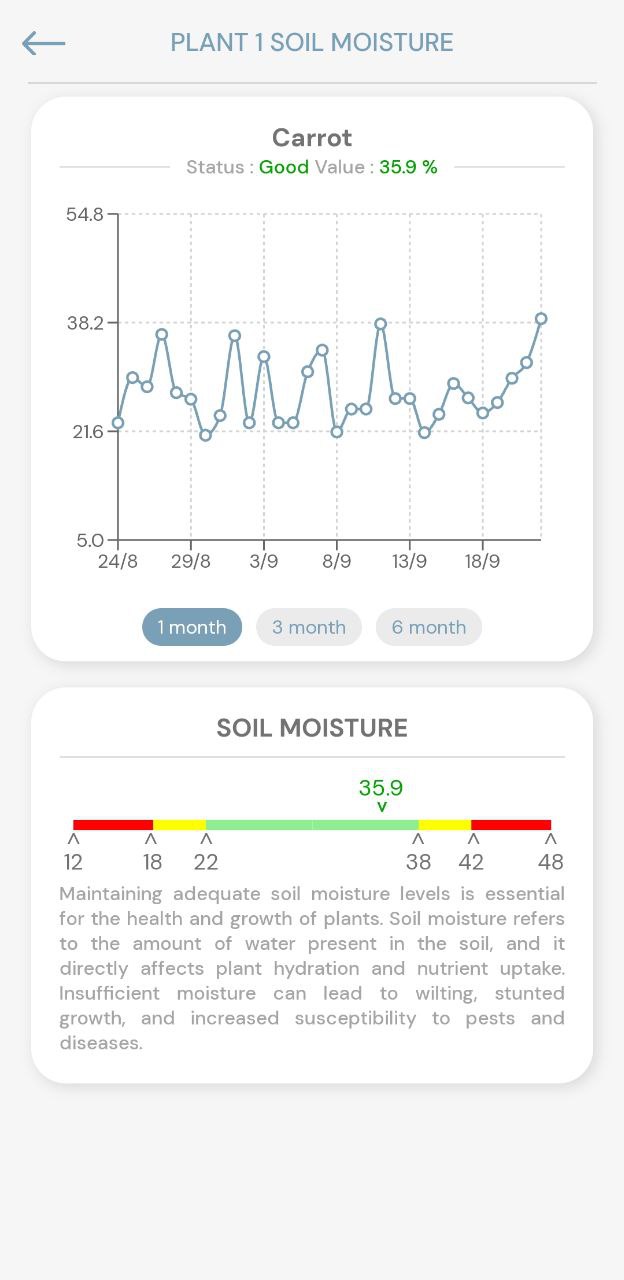 PLANT 1 SOIL MOISTURE
Carrot
Status : Good Value : 35.9 %
54.8
38.2
21.6
5.0
24/8 29/8 3/9 8/9 13/9 18/9
1 month 3 month 6 month
SOIL MOISTURE
35.9
12 18 22 38 42 48
Maintaining adequate soil moisture levels is essential
for the health and growth of plants. Soil moisture refers
to the amount of water present in the soil, and it
directly affects plant hydration and nutrient uptake.
Insufficient moisture can lead to wilting, stunted
growth, and increased susceptibility to pests and
diseases.